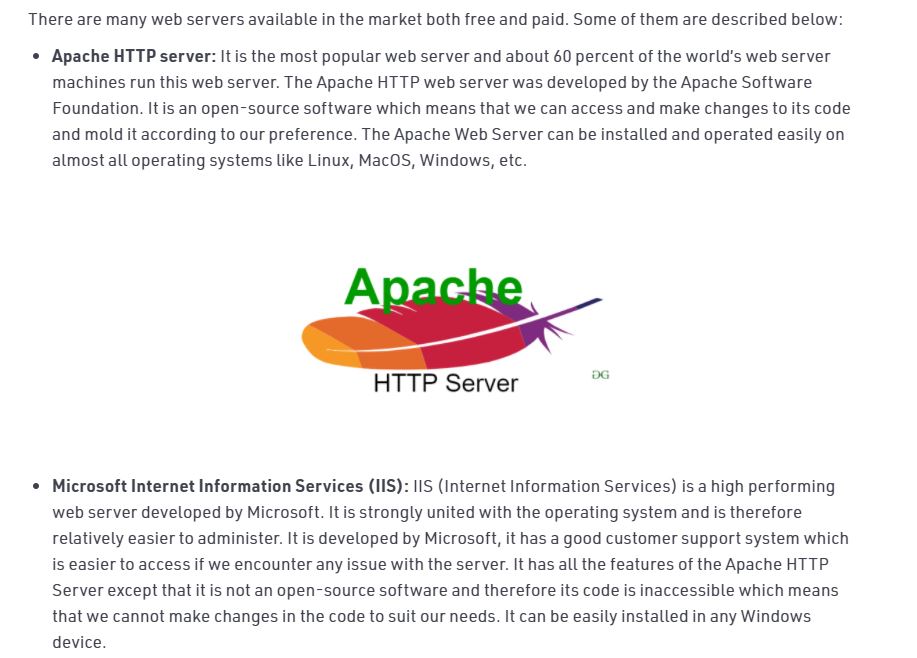 There are many web servers available in the market both free and paid. Some of them are described below:
• Apache HTTP server: It is the most popular web server and about 60 percent of the world's web server
machines run this web server. The Apache HTTP web server was developed by the Apache Software
Foundation. It is an open-source software which means that we can access and make changes to its code
and mold it according to our preference. The Apache Web Server can be installed and operated easily on
almost all operating systems like Linux, MacOS, Windows, etc.
Apache
HTTP Server
• Microsoft Internet Information Services (IIS): IIS (Internet Information Services) is a high performing
web server developed by Microsoft. It is strongly united with the operating system and is therefore
relatively easier to administer. It is developed by Microsoft, it has a good customer support system which
is easier to access if we encounter any issue with the server. It has all the features of the Apache HTTP
Server except that it is not an open-source software and therefore its code is inaccessible which means
that we cannot make changes in the code to suit our needs. It can be easily installed in any Windows
device.